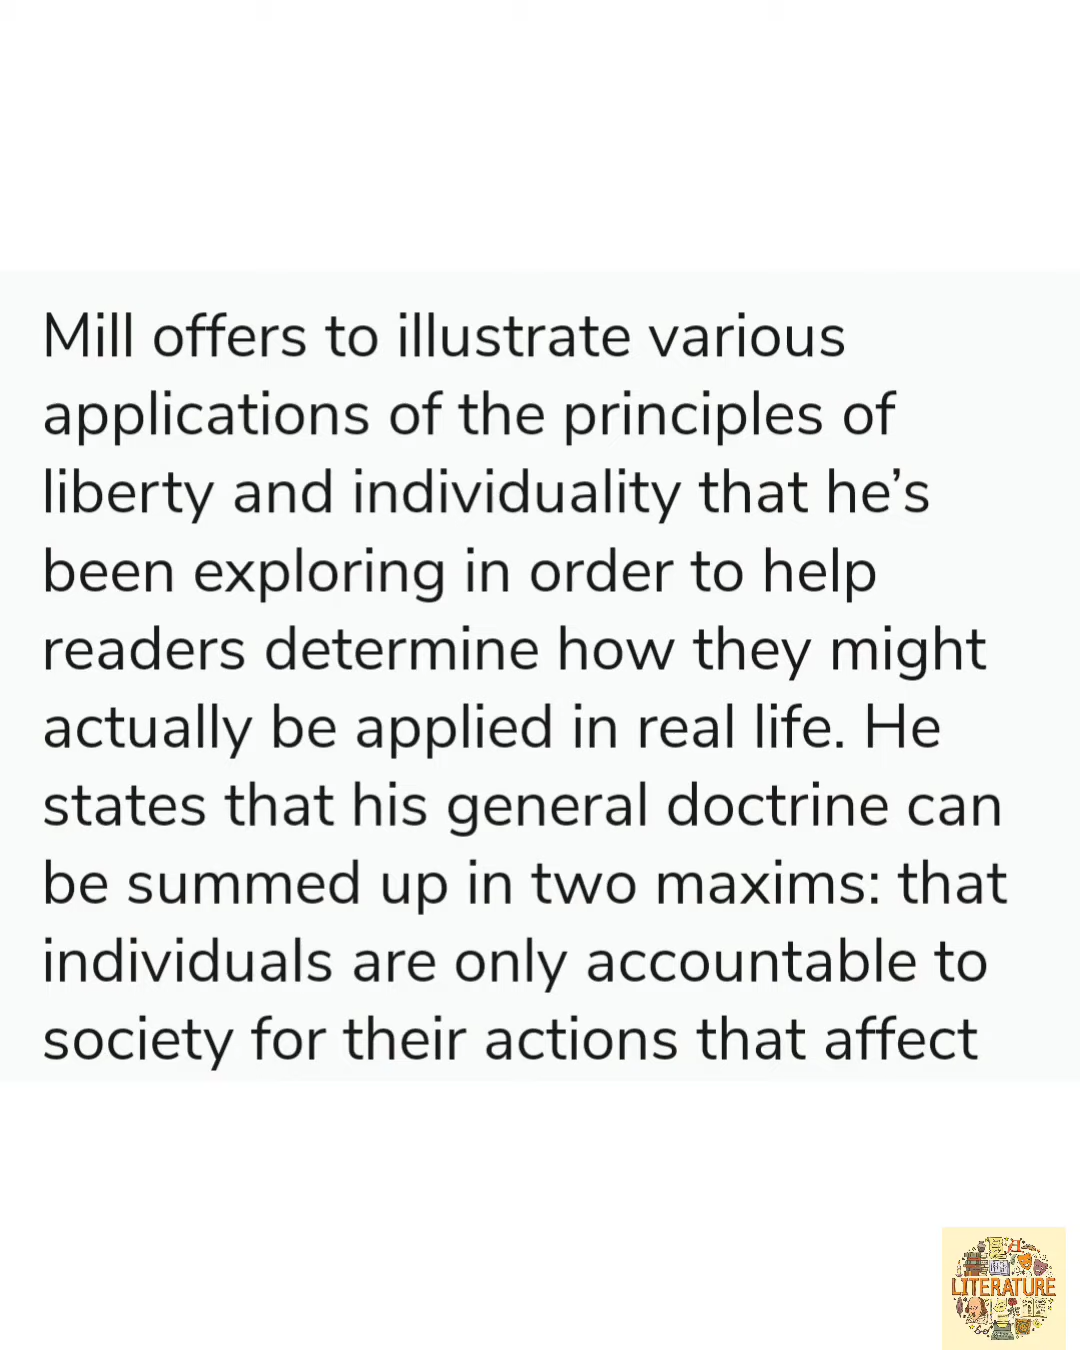 Mill offers to illustrate various
applications of the principles of
liberty and individuality that he’s
been exploring in order to help
readers determine how they might
actually be applied in real life. He
states that his general doctrine can
be summed up in two maxims: that
individuals are only accountable to
society for their actions that affect
LITERATURE